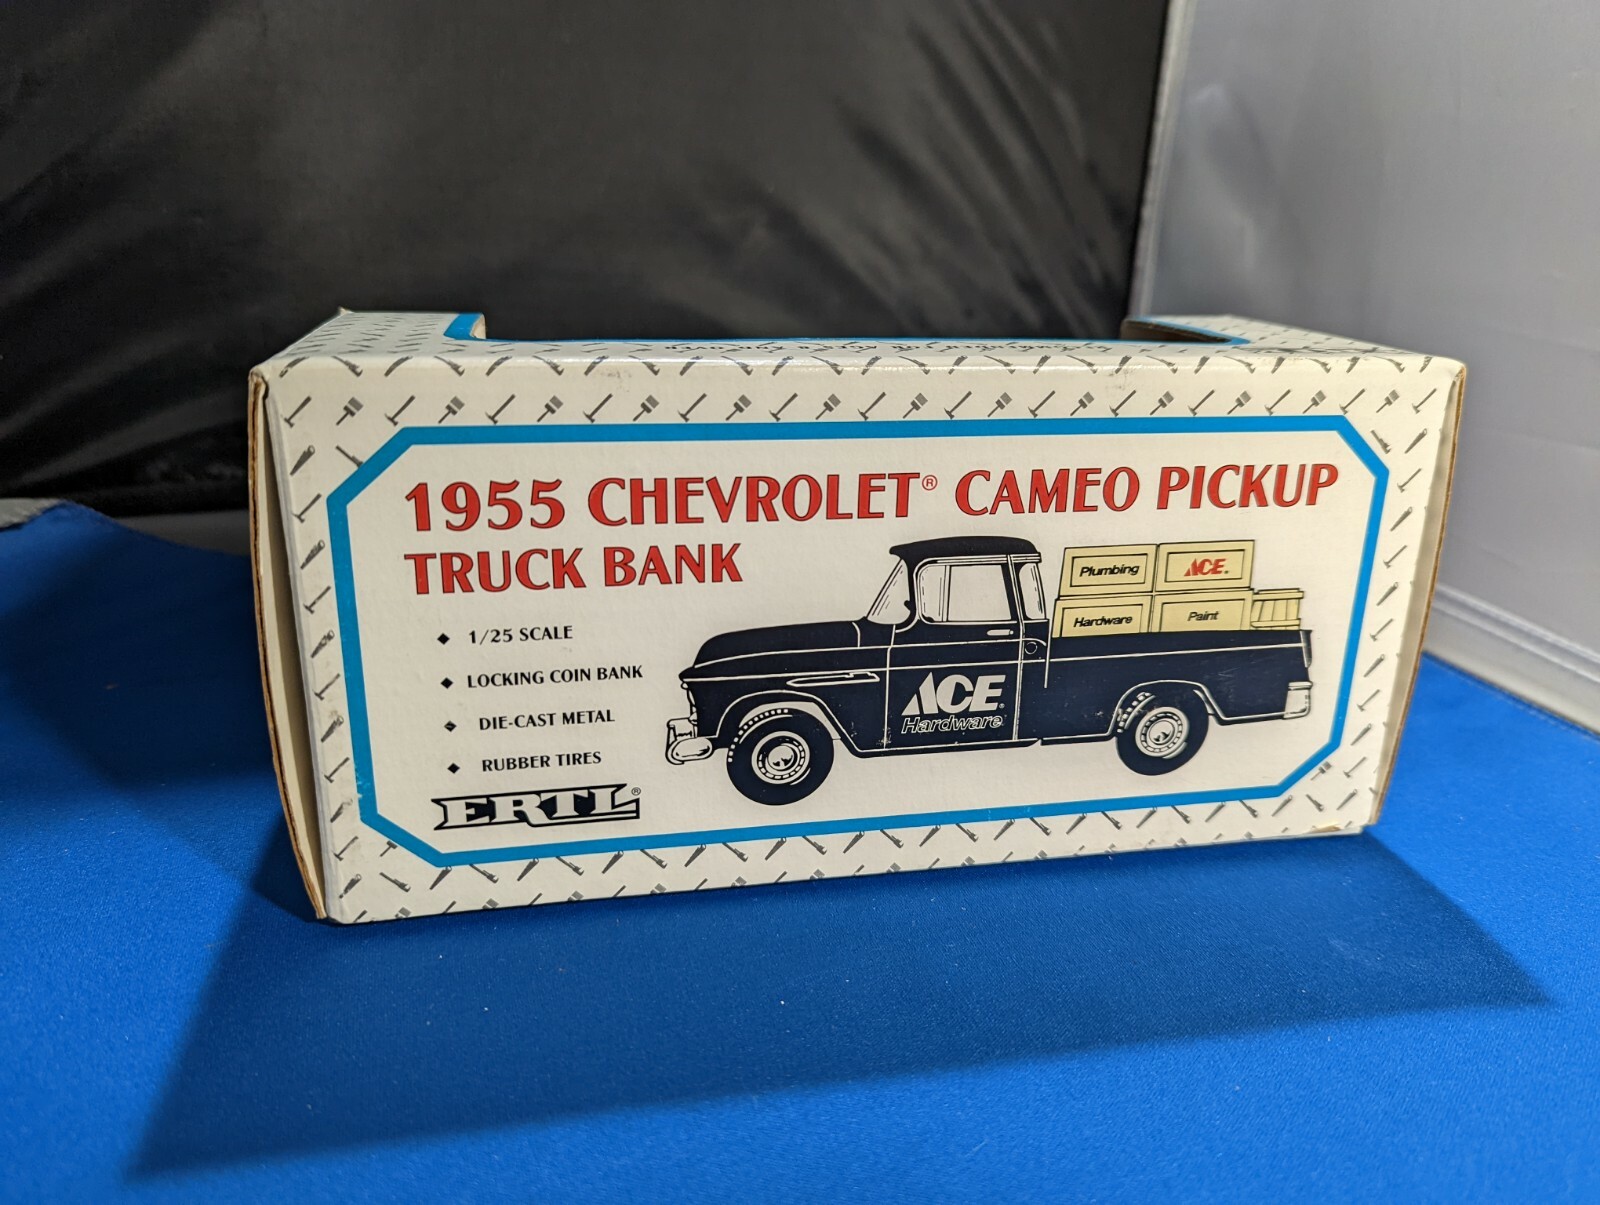 1955 CHEVROLET® CAMEO PICKUP
TRUCK BANK
◆ 1/25 SCALE
◆ LOCKING COIN BANK
◆ DIE-CAST METAL
◆ RUBBER TIRES
ERTL®
Plumbing
ACE®
Hardware
Paint
ACE®
Hardware